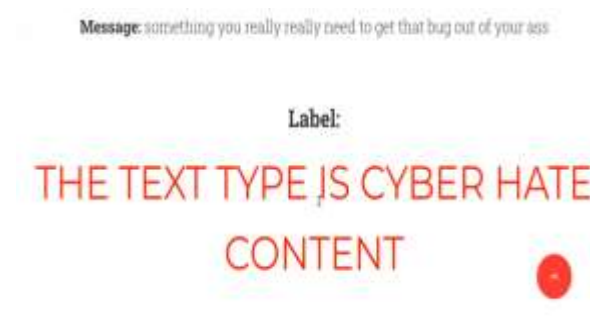 Message: something you really really need to get that bug out of your ass
Label:
THE TEXT TYPE IS CYBER HATE
CONTENT